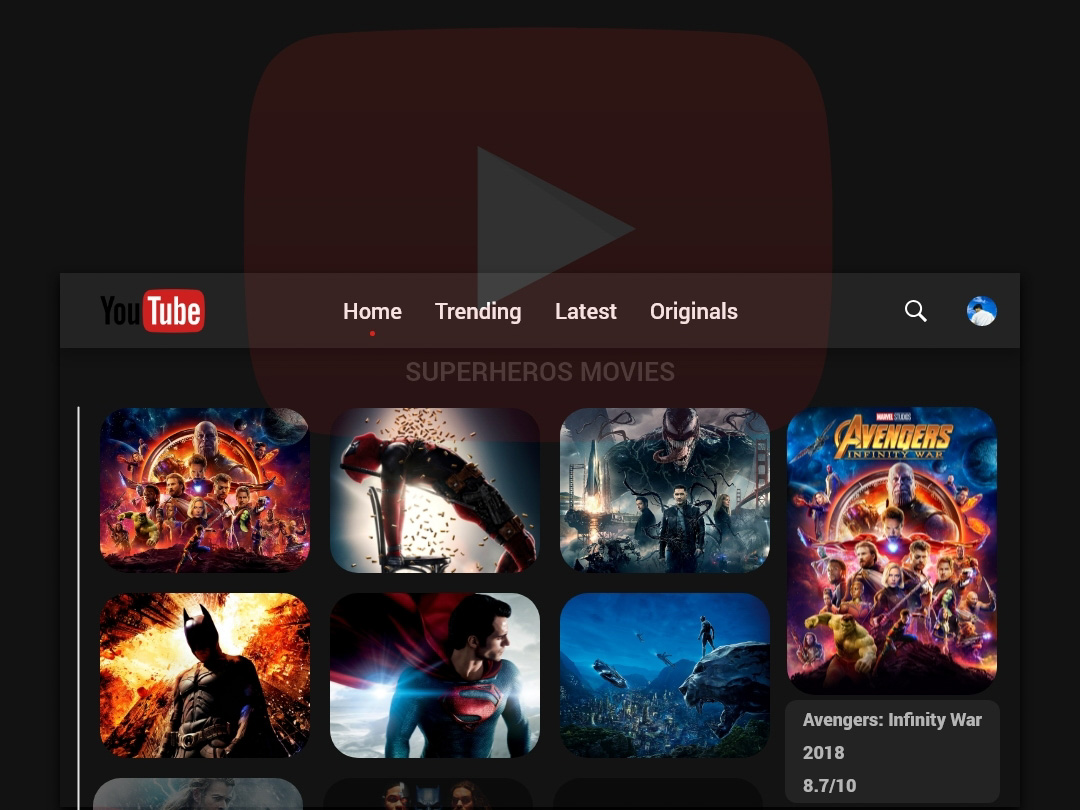 YouTube
Home Trending Latest Originals
SUPERHEROS MOVIES
MARVEL STUDIOS
AVENGERS
INFINITY WAR
Avengers: Infinity War
2018
8.7/10